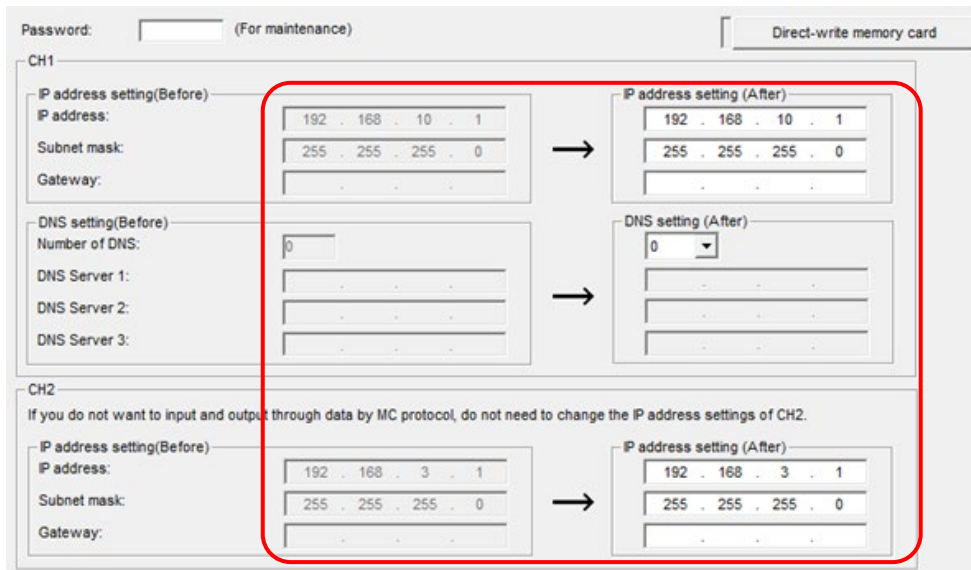 Password: (For maintenance) Direct-write memory card
CH1
IP address setting(Before) IP address setting (After)
IP address: 192 . 168 . 10 . 1 → 192 . 168 . 10 . 1
Subnet mask: 255 . 255 . 255 . 0 255 . 255 . 255 . 0
Gateway: . . . . . .
DNS setting(Before) DNS setting (After)
Number of DNS: 0 0
DNS Server 1: . . . . . .
DNS Server 2: . . . → . . .
DNS Server 3: . . . . . .
CH2
If you do not want to input and output through data by MC protocol, do not need to change the IP address settings of CH2.
IP address setting(Before) IP address setting (After)
IP address: 192 . 168 . 3 . 1 192 . 168 . 3 . 1
Subnet mask: 255 . 255 . 255 . 0 → 255 . 255 . 255 . 0
Gateway: . . . . . .